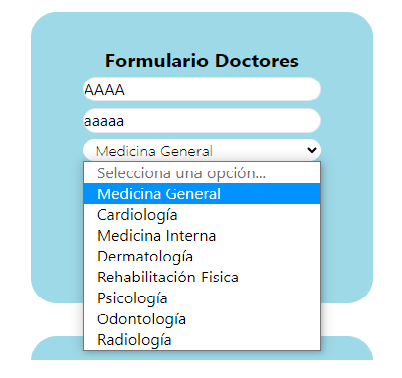 Formulario Doctores
AAAA
aaaaa
Medicina General
Selecciona una opción...
Medicina General
Cardiología
Medicina Interna
Dermatología
Rehabilitación Fisica
Psicología
Odontología
Radiología